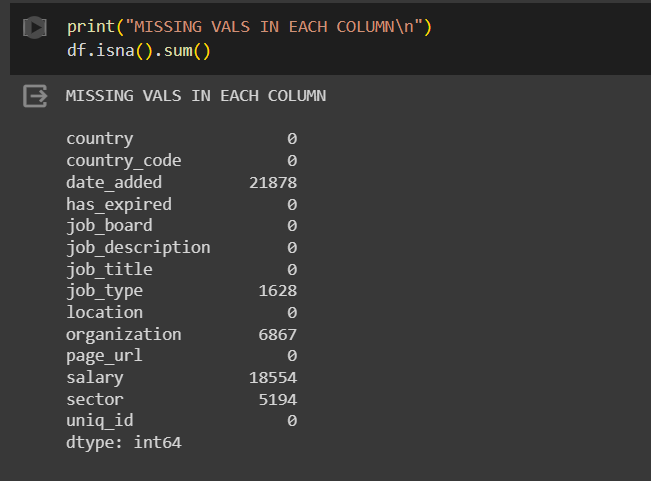 print("MISSING VALS IN EACH COLUMN\n")
df.isna().sum()
MISSING VALS IN EACH COLUMN
country 0
country_code 0
date_added 21878
has_expired 0
job_board 0
job_description 0
job_title 0
job_type 1628
location 0
organization 6867
page_url 0
salary 18554
sector 5194
uniq_id 0
dtype: int64